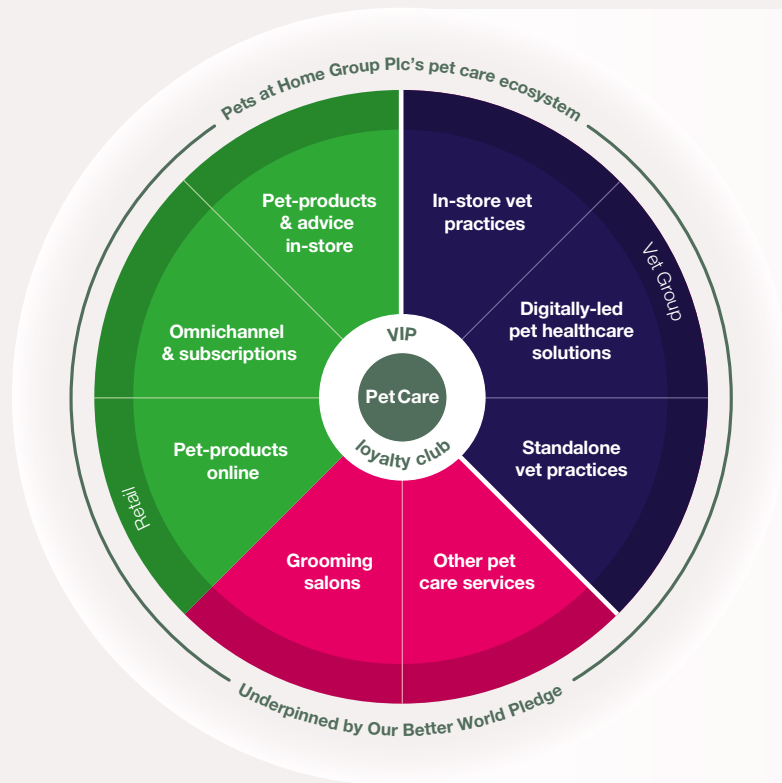 Pets at Home Group Plc’s pet care ecosystem
Pet-products
& advice
in-store
In-store vet
practices
Vet Group
Omnichannel
& subscriptions
Digitally-led
pet healthcare
solutions
VIP
PetCare
loyalty club
Pet-products
online
Standalone
vet practices
Retail
Grooming
salons
Other pet
care services
Underpinned by Our Better World Pledge